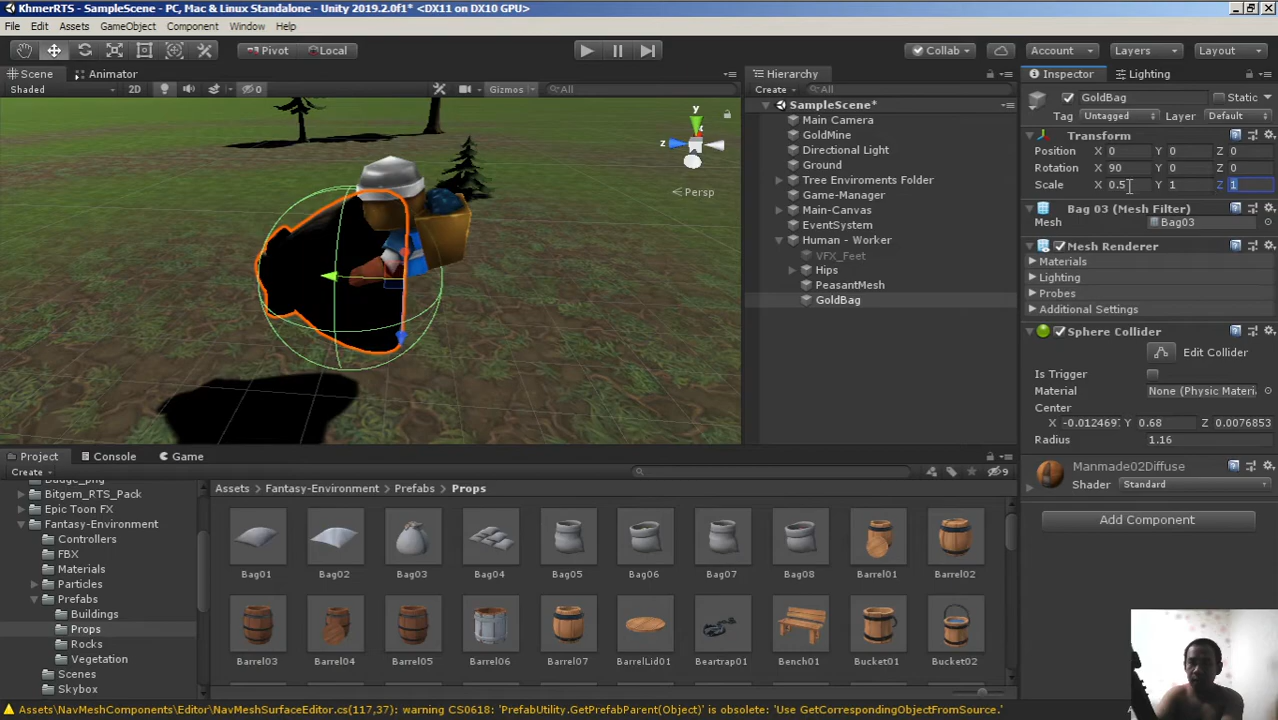 KhmerRTS - SampleScene - PC, Mac & Linux Standalone - Unity 2019.2.0f1* <DX11 on DX10 GPU>
File Edit Assets GameObject Component Window Help
Pivot Local Collab Account Layers Layout
Scene Animator
Shaded 2D 0 Gizmos All
y
z
Persp
Hierarchy
Create All
SampleScene*
Main Camera
GoldMine
Directional Light
Ground
Tree Enviroments Folder
Game-Manager
Main-Canvas
EventSystem
Human - Worker
VFX_Feet
Hips
PeasantMesh
GoldBag
Inspector Lighting
GoldBag Static
Tag Untagged Layer Default
Transform
Position X 0 Y 0 Z 0
Rotation X 90 Y 0 Z 0
Scale X 0.5 Y 1 Z 1
Bag 03 (Mesh Filter)
Mesh Bag03
Mesh Renderer
Materials
Lighting
Probes
Additional Settings
Sphere Collider
Edit Collider
Is Trigger
Material None (Physic Materi
Center
X -0.012469 Y 0.68 Z 0.0076853
Radius 1.16
Manmade02Diffuse
Shader Standard
Add Component
Project Console Game
Create 9
Bitgem_RTS_Pack
Epic Toon FX
Fantasy-Environment
Controllers
FBX
Materials
Particles
Prefabs
Buildings
Props
Rocks
Vegetation
Scenes
Skybox
Assets Fantasy-Environment Prefabs Props
Bag01 Bag02 Bag03 Bag04 Bag05 Bag06 Bag07 Bag08 Barrel01 Barrel02
Barrel03 Barrel04 Barrel05 Barrel06 Barrel07 BarrelLid01 Beartrap01 Bench01 Bucket01 Bucket02
Assets\NavMeshComponents\Editor\NavMeshSurfaceEditor.cs(117,37): warning CS0618: 'PrefabUtility.GetPrefabParent(Object)' is obsolete: 'Use GetCorrespondingObjectFromSource.'